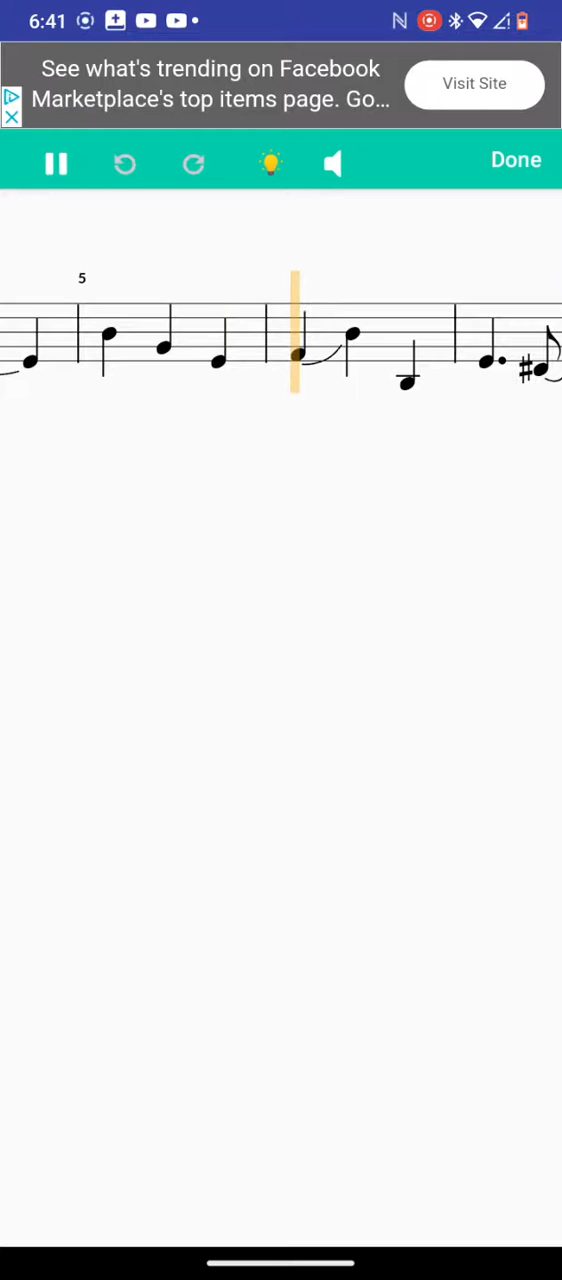 6:41
See what's trending on Facebook
Marketplace's top items page. Go...
Visit Site
Done
5